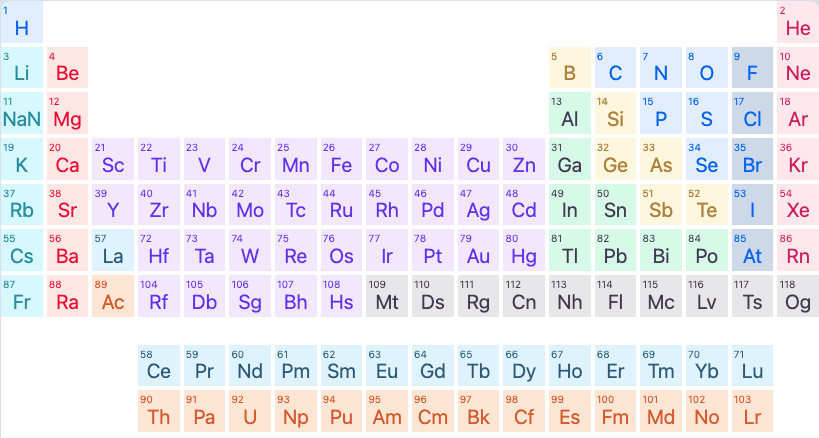 1 2
H He
3 4 5 6 7 8 9 10
Li Be B C N O F Ne
11 12 13 14 15 16 17 18
NaN Mg Al Si P S Cl Ar
19 20 21 22 23 24 25 26 27 28 29 30 31 32 33 34 35 36
K Ca Sc Ti V Cr Mn Fe Co Ni Cu Zn Ga Ge As Se Br Kr
37 38 39 40 41 42 43 44 45 46 47 48 49 50 51 52 53 54
Rb Sr Y Zr Nb Mo Tc Ru Rh Pd Ag Cd In Sn Sb Te I Xe
55 56 57 72 73 74 75 76 77 78 79 80 81 82 83 84 85 86
Cs Ba La Hf Ta W Re Os Ir Pt Au Hg Tl Pb Bi Po At Rn
87 88 89 104 105 106 107 108 109 110 111 112 113 114 115 116 117 118
Fr Ra Ac Rf Db Sg Bh Hs Mt Ds Rg Cn Nh Fl Mc Lv Ts Og
58 59 60 61 62 63 64 65 66 67 68 69 70 71
Ce Pr Nd Pm Sm Eu Gd Tb Dy Ho Er Tm Yb Lu
90 91 92 93 94 95 96 97 98 99 100 101 102 103
Th Pa U Np Pu Am Cm Bk Cf Es Fm Md No Lr